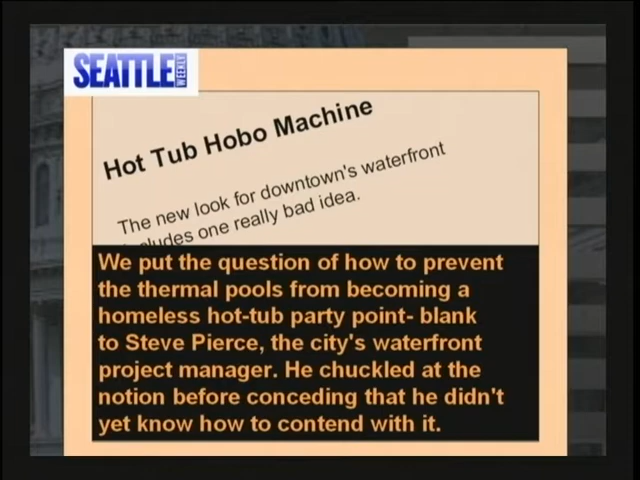 SEATTLE WEEKLY
Hot Tub Hobo Machine
The new look for downtown's waterfront
includes one really bad idea.
We put the question of how to prevent
the thermal pools from becoming a
homeless hot-tub party point- blank
to Steve Pierce, the city's waterfront
project manager. He chuckled at the
notion before conceding that he didn't
yet know how to contend with it.